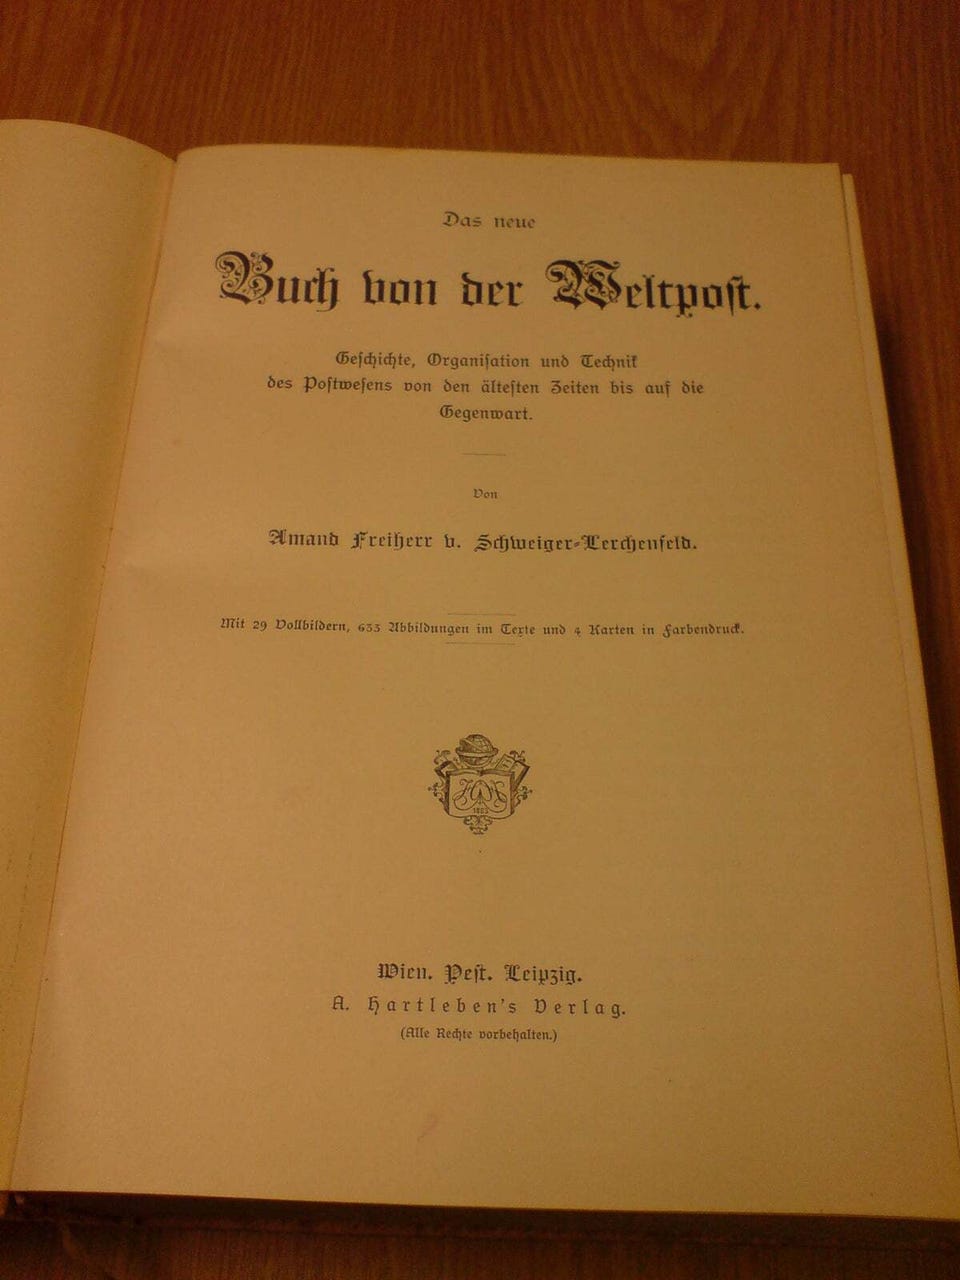 Das neue
Buch von der Weltpost.
Geschichte, Organisation und Technik
des Postwesens von den ältesten Zeiten bis auf die
Gegenwart.
Von
Amand Freiherr v. Schweiger-Lerchenfeld.
Mit 29 Vollbildern, 633 Abbildungen im Texte und 4 Karten in Farbendruck.
1803
Wien. Pest. Leipzig.
A. Hartleben's Verlag.
(Alle Rechte vorbehalten.)